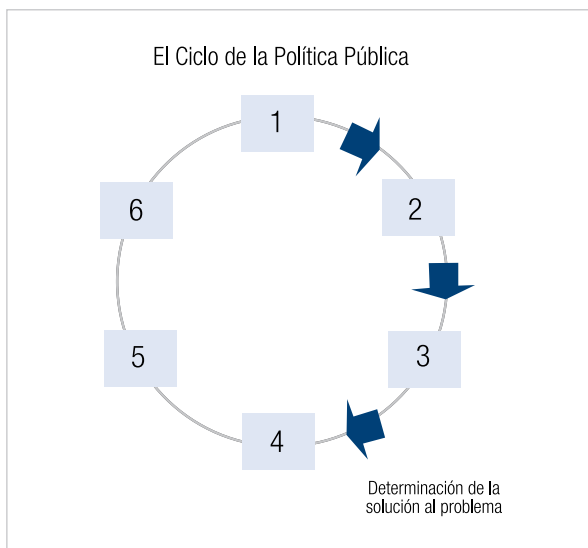 El Ciclo de la Política Pública
1
2
3
4
5
6
Determinación de la
solución al problema